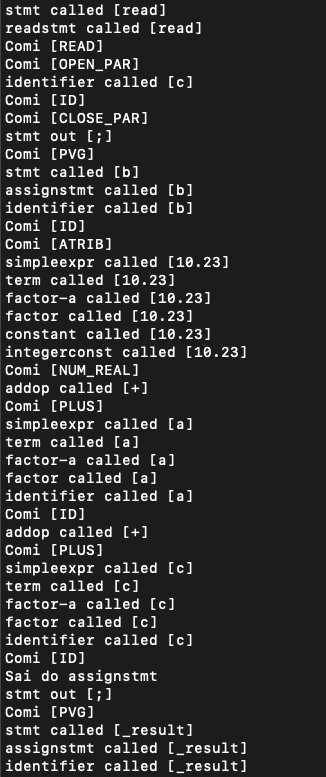 stmt called [read]
readstmt called [read]
Comi [READ]
Comi [OPEN_PAR]
identifier called [c]
Comi [ID]
Comi [CLOSE_PAR]
stmt out [;]
Comi [PVG]
stmt called [b]
assignstmt called [b]
identifier called [b]
Comi [ID]
Comi [ATRIB]
simpleexpr called [10.23]
term called [10.23]
factor-a called [10.23]
factor called [10.23]
constant called [10.23]
integerconst called [10.23]
Comi [NUM_REAL]
addop called [+]
Comi [PLUS]
simpleexpr called [a]
term called [a]
factor-a called [a]
factor called [a]
identifier called [a]
Comi [ID]
addop called [+]
Comi [PLUS]
simpleexpr called [c]
term called [c]
factor-a called [c]
factor called [c]
identifier called [c]
Comi [ID]
Sai do assignstmt
stmt out [;]
Comi [PVG]
stmt called [_result]
assignstmt called [_result]
identifier called [_result]